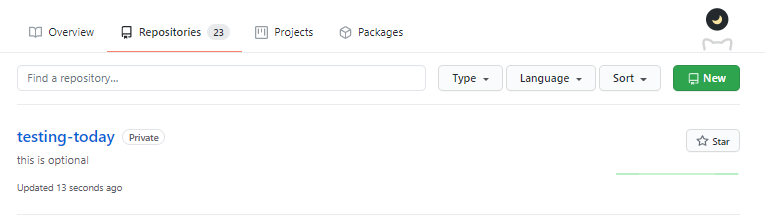 Overview Repositories 23 Projects Packages
Find a repository... Type Language Sort New
testing-today Private Star
this is optional
Updated 13 seconds ago